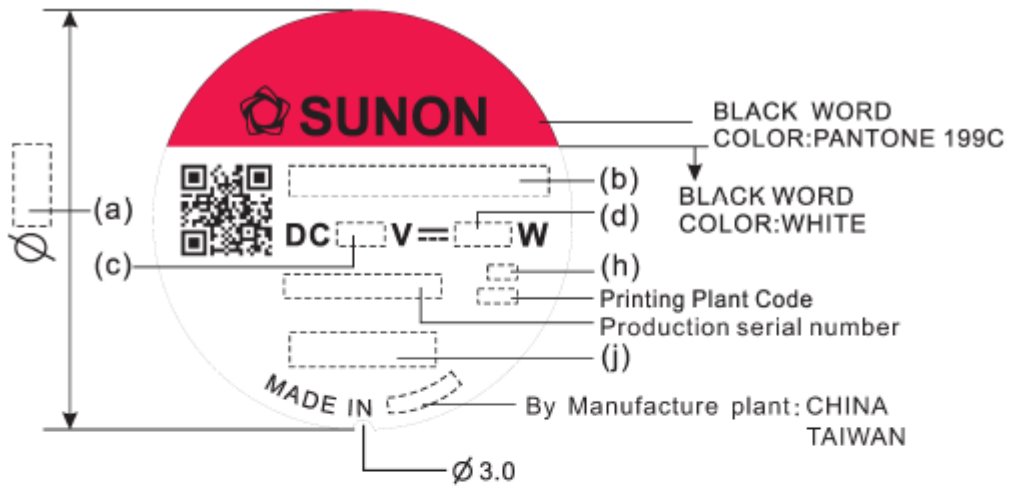 SUNON
BLACK WORD
COLOR:PANTONE 199C
BLACK WORD
COLOR:WHITE
(a)
Ø
(b)
(d)
DC V W
(c)
(h)
Printing Plant Code
Production serial number
(j)
MADE IN
By Manufacture plant: CHINA
TAIWAN
Ø 3.0